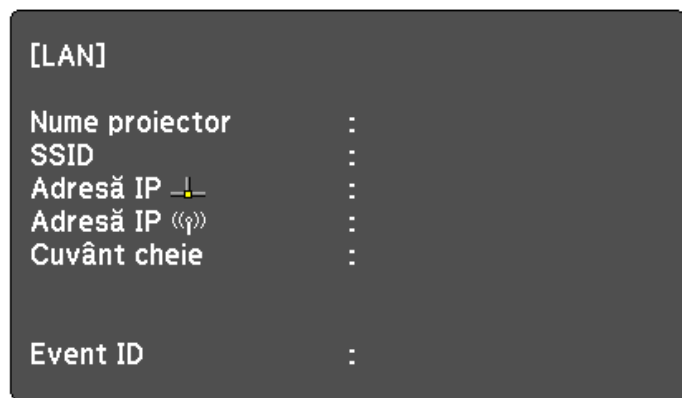 [LAN]
Nume proiector :
SSID :
Adresă IP :
Adresă IP :
Cuvânt cheie :
Event ID :